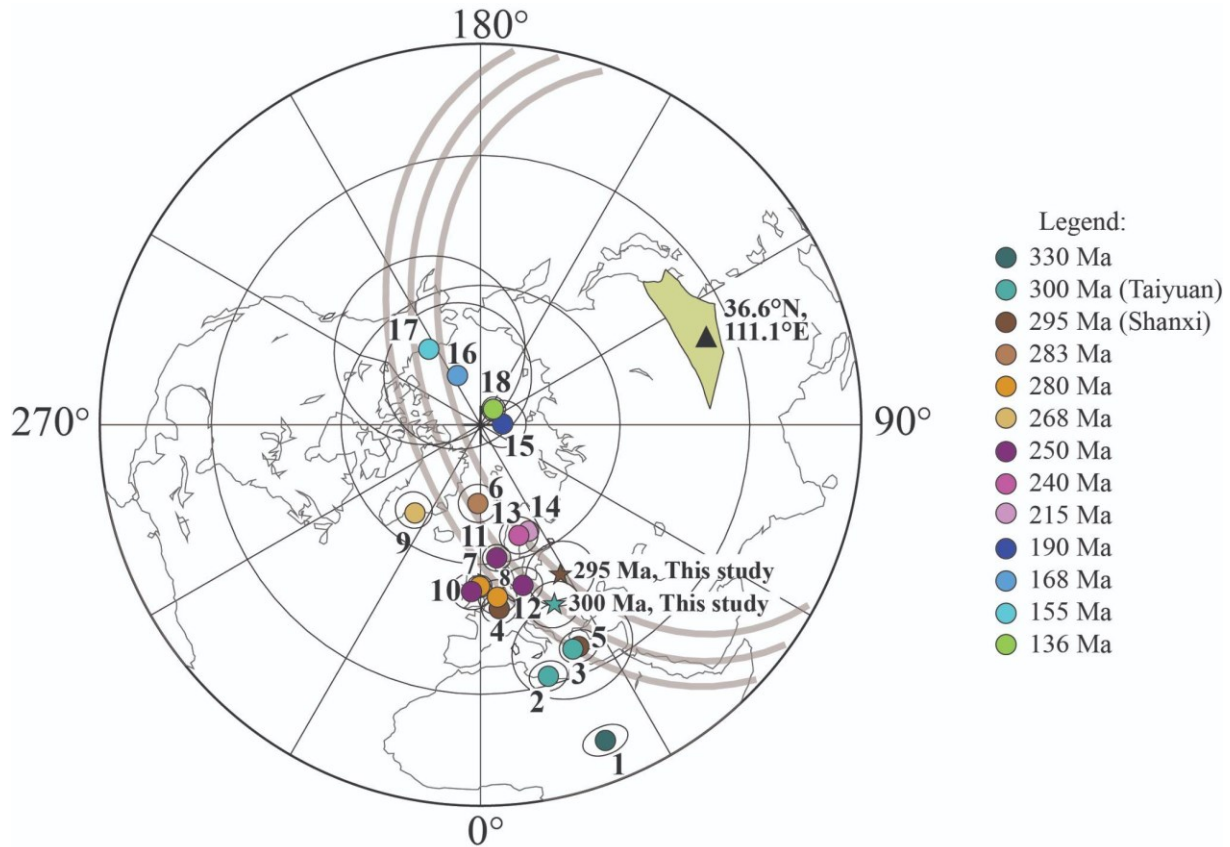 180°
36.6°N,
111.1°E
17
16
18
270°
90°
15
6
13
14
9
11
7
8
295 Ma, This study
10
12
300 Ma, This study
4
5
3
2
1
0°
Legend:
330 Ma
300 Ma (Taiyuan)
295 Ma (Shanxi)
283 Ma
280 Ma
268 Ma
250 Ma
240 Ma
215 Ma
190 Ma
168 Ma
155 Ma
136 Ma